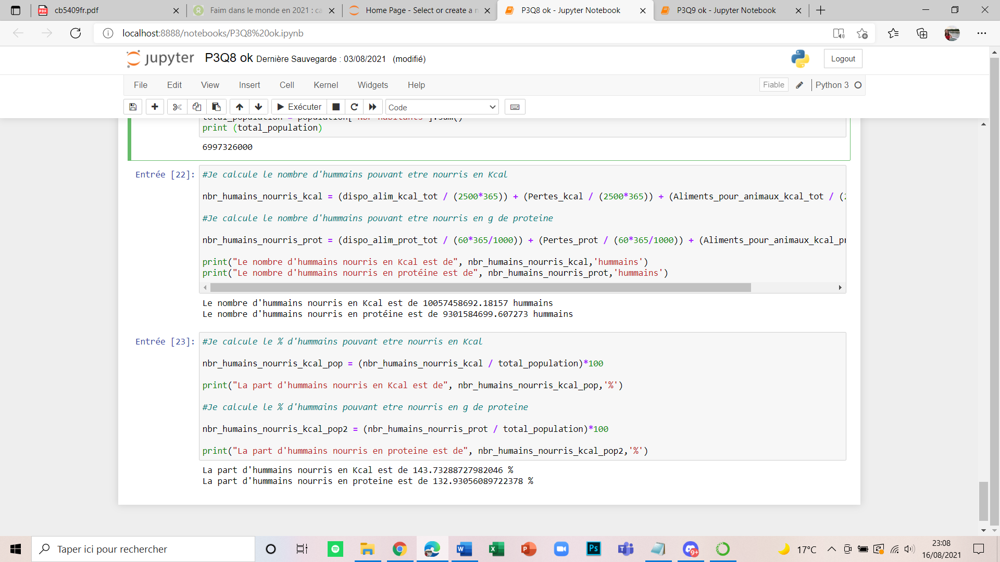 cb5409fr.pdf
Faim dans le monde en 2021 : ca
Home Page - Select or create a n
P3Q8 ok - Jupyter Notebook
P3Q9 ok - Jupyter Notebook
localhost:8888/notebooks/P3Q8%20ok.ipynb
jupyter P3Q8 ok Dernière Sauvegarde : 03/08/2021 (modifié)
Logout
File Edit View Insert Cell Kernel Widgets Help
Fiable
Python 3
Exécuter
Code
total_population = population["Nbr habitants"].sum()
print (total_population)
6997326000
Entrée [22]:
#Je calcule le nombre d'hummains pouvant etre nourris en Kcal
nbr_humains_nourris_kcal = (dispo_alim_kcal_tot / (2500*365)) + (Pertes_kcal / (2500*365)) + (Aliments_pour_animaux_kcal_tot / (2
#Je calcule le nombre d'hummains pouvant etre nourris en g de proteine
nbr_humains_nourris_prot = (dispo_alim_prot_tot / (60*365/1000)) + (Pertes_prot / (60*365/1000)) + (Aliments_pour_animaux_kcal_pr
print("Le nombre d'hummains nourris en Kcal est de", nbr_humains_nourris_kcal,'hummains')
print("Le nombre d'hummains nourris en protéine est de", nbr_humains_nourris_prot,'hummains')
Le nombre d'hummains nourris en Kcal est de 10057458692.18157 hummains
Le nombre d'hummains nourris en protéine est de 9301584699.607273 hummains
Entrée [23]:
#Je calcule le % d'hummains pouvant etre nourris en Kcal
nbr_humains_nourris_kcal_pop = (nbr_humains_nourris_kcal / total_population)*100
print("La part d'hummains nourris en Kcal est de", nbr_humains_nourris_kcal_pop,'%')
#Je calcule le % d'hummains pouvant etre nourris en g de proteine
nbr_humains_nourris_kcal_pop2 = (nbr_humains_nourris_prot / total_population)*100
print("La part d'hummains nourris en proteine est de", nbr_humains_nourris_kcal_pop2,'%')
La part d'hummains nourris en Kcal est de 143.73288727982046 %
La part d'hummains nourris en proteine est de 132.93056089722378 %
Taper ici pour rechercher
9+
17°C
23:08
16/08/2021